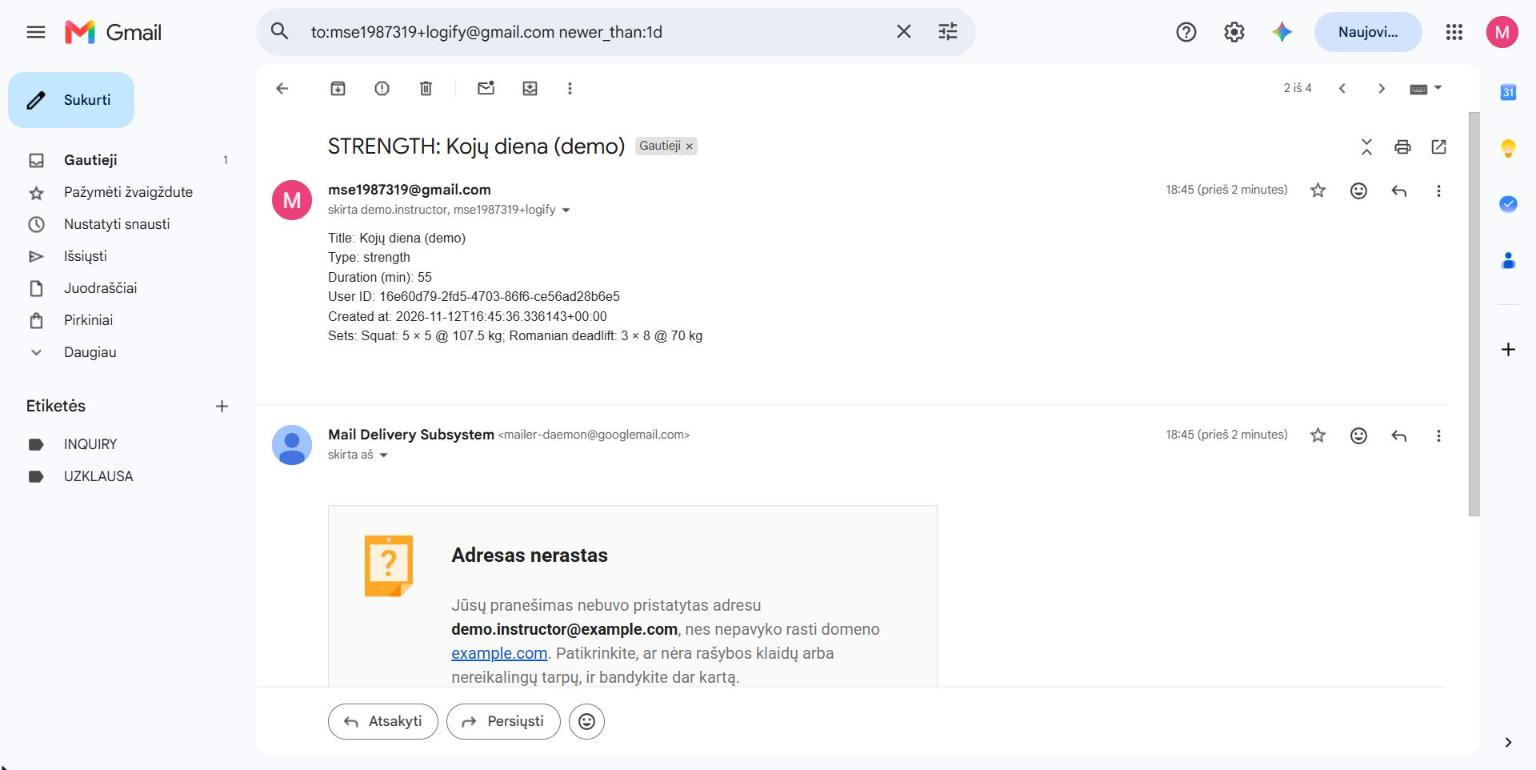 Gmail
to:mse1987319+logify@gmail.com newer_than:1d
Naujovi...
M
Sukurti
Gautieji 1
Pažymėti žvaigždute
Nustatyti snausti
Išsiųsti
Juodraščiai
Pirkiniai
Daugiau
Etiketės
INQUIRY
UZKLAUSA
2 iš 4
31
STRENGTH: Kojų diena (demo) Gautieji ×
M
mse1987319@gmail.com
18:45 (prieš 2 minutes)
skirta demo.instructor, mse1987319+logify
Title: Kojų diena (demo)
Type: strength
Duration (min): 55
User ID: 16e60d79-2fd5-4703-86f6-ce56ad28b6e5
Created at: 2026-11-12T16:45:36.336143+00:00
Sets: Squat: 5 × 5 @ 107.5 kg; Romanian deadlift: 3 × 8 @ 70 kg
Mail Delivery Subsystem <mailer-daemon@googlemail.com>
18:45 (prieš 2 minutes)
skirta aš
?
Adresas nerastas
Jūsų pranešimas nebuvo pristatytas adresu
demo.instructor@example.com, nes nepavyko rasti domeno
example.com. Patikrinkite, ar nėra rašybos klaidų arba
nereikalingų tarpų, ir bandykite dar kartą.
Atsakyti
Persiųsti